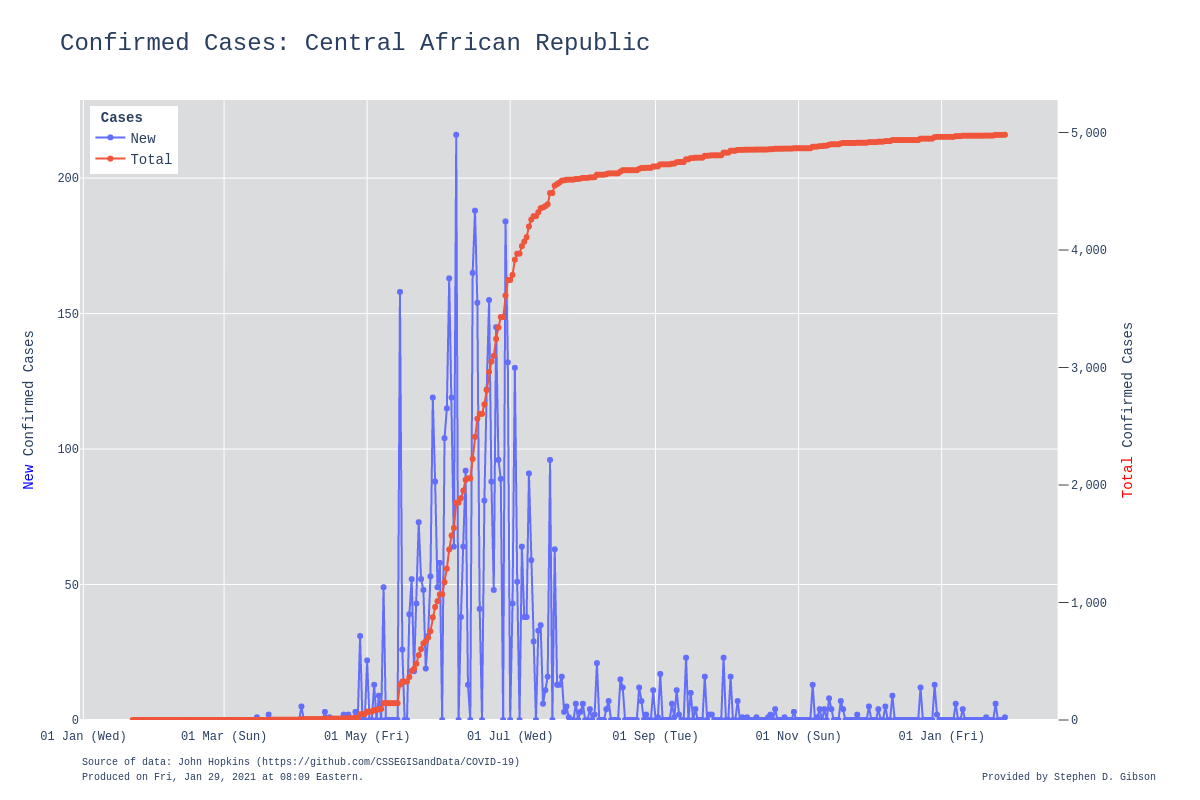 Confirmed Cases: Central African Republic
Cases
New
Total
200
150
100
50
0
5,000
4,000
3,000
2,000
1,000
0
New Confirmed Cases
Total Confirmed Cases
01 Jan (Wed) 01 Mar (Sun) 01 May (Fri) 01 Jul (Wed) 01 Sep (Tue) 01 Nov (Sun) 01 Jan (Fri)
Source of data: John Hopkins (https://github.com/CSSEGISandData/COVID-19)
Produced on Fri, Jan 29, 2021 at 08:09 Eastern.
Provided by Stephen D. Gibson